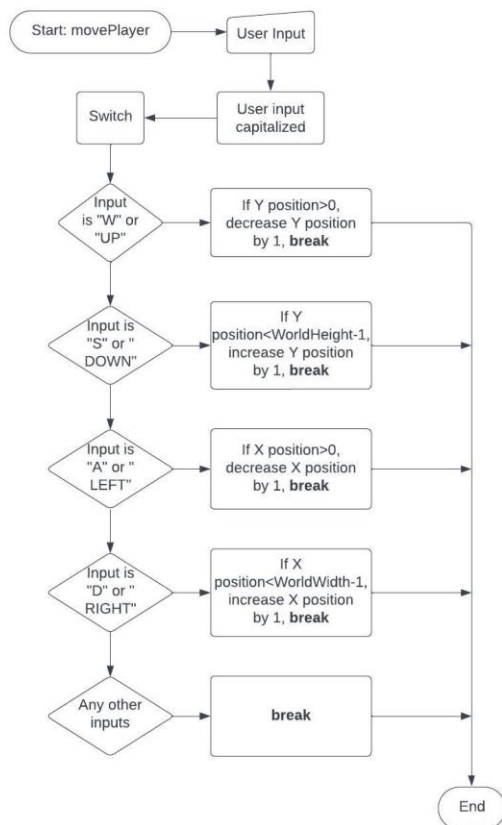 Start: movePlayer
User Input
User input
capitalized
Switch
Input
is "W" or
"UP"
If Y position>0,
decrease Y position
by 1, break
Input is
"S" or "
DOWN"
If Y
position<WorldHeight-1,
increase Y position
by 1, break
Input is
"A" or "
LEFT"
If X position>0,
decrease X position
by 1, break
Input is
"D" or "
RIGHT"
If X
position<WorldWidth-1,
increase X position
by 1, break
Any other
inputs
break
End